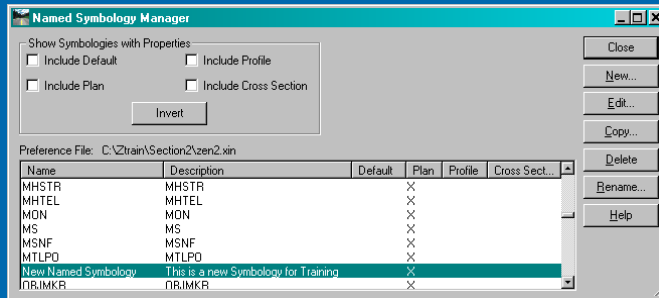 Named Symbology Manager
Show Symbologies with Properties
Include Default Include Profile
Include Plan Include Cross Section
Invert
Close
New...
Edit...
Copy...
Delete
Rename...
Help
Preference File: C:\Ztrain\Section2\zen2.xin
Name Description Default Plan Profile Cross Sect...
MHSTR MHSTR X
MHTEL MHTEL X
MON MON X
MS MS X
MSNF MSNF X
MTLPO MTLPO X
New Named Symbology This is a new Symbology for Training X
OBJMKR OBJMKR X